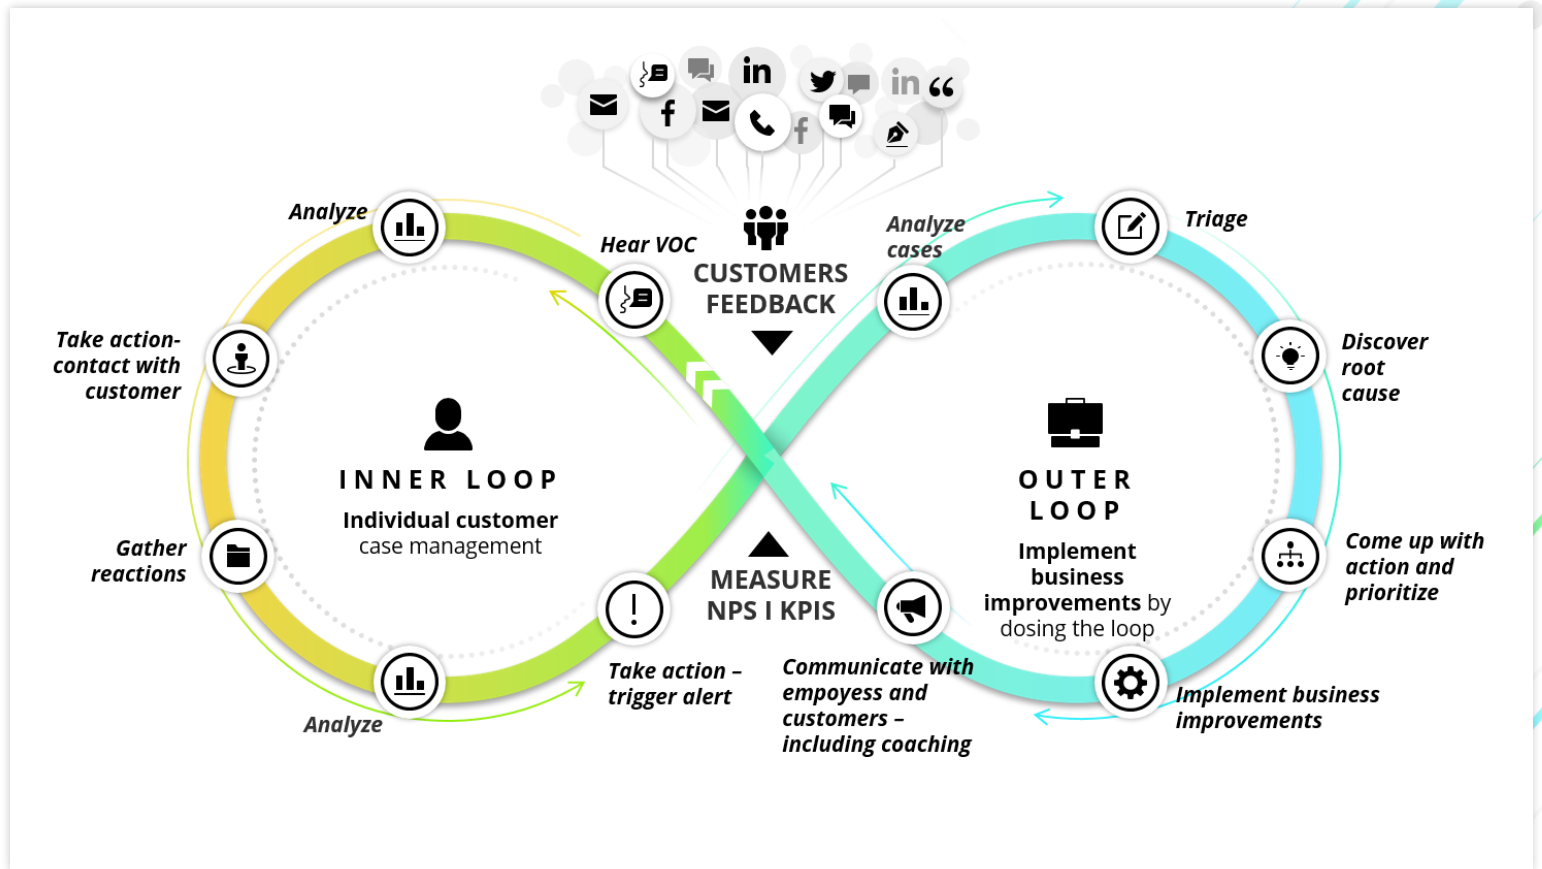 in
in
f
f
Analyze
Hear VOC
CUSTOMERS
FEEDBACK
Analyze
cases
Triage
Take action-
contact with
customer
Discover
root
cause
INNER LOOP
Individual customer
case management
OUTER
LOOP
Implement
business
improvements by
dosing the loop
Gather
reactions
MEASURE
NPS I KPIS
Come up with
action and
prioritize
Analyze
Take action –
trigger alert
Communicate with
empoyess and
customers –
including coaching
Implement business
improvements